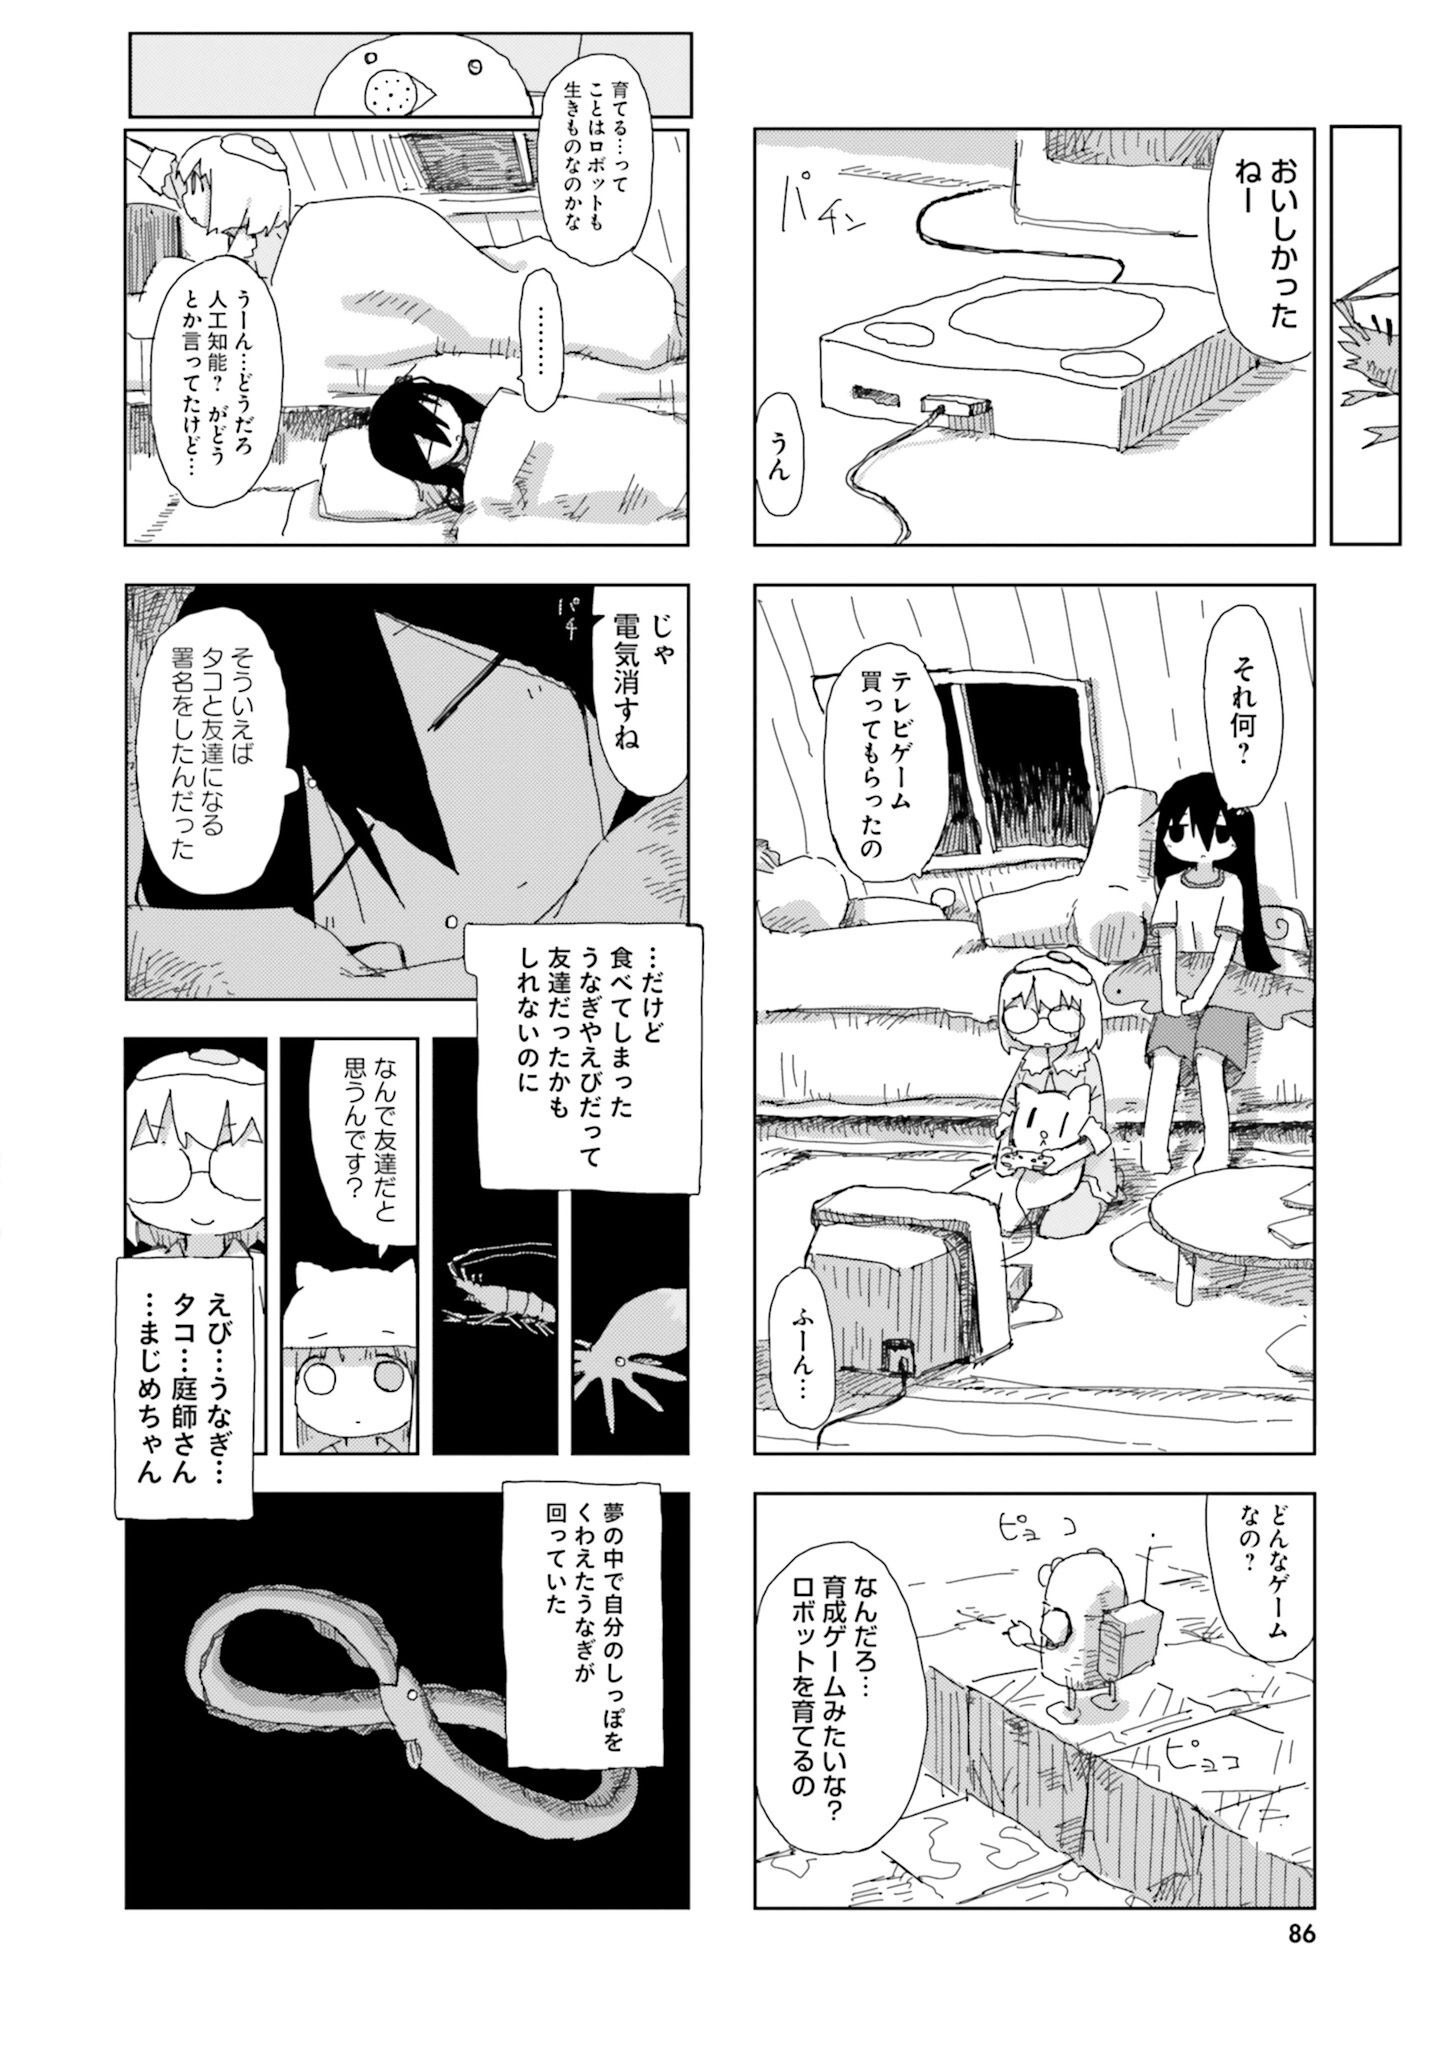 おいしかった
ねー
パチン
うん
それ何？
テレビゲーム
買ってもらったの
ふーん…
どんなゲーム
なの？
ピュコ
なんだろ…
育成ゲームみたいな？
ロボットを育てるの
ピュコ
育てる…って
ことはロボットも
生きものなのかな
………
うーん…どうだろ
人工知能？がどう
とか言ってたけど…
じゃ
電気消すね
パチ
そういえば
タコと友達になる
署名をしたんだった
…だけど
食べてしまった
うなぎやえびだって
友達だったかも
しれないのに
なんで友達だと
思うんです？
えび…うなぎ…
タコ…庭師さん
…まじめちゃん
夢の中で自分のしっぽを
くわえたうなぎが
回っていた
86